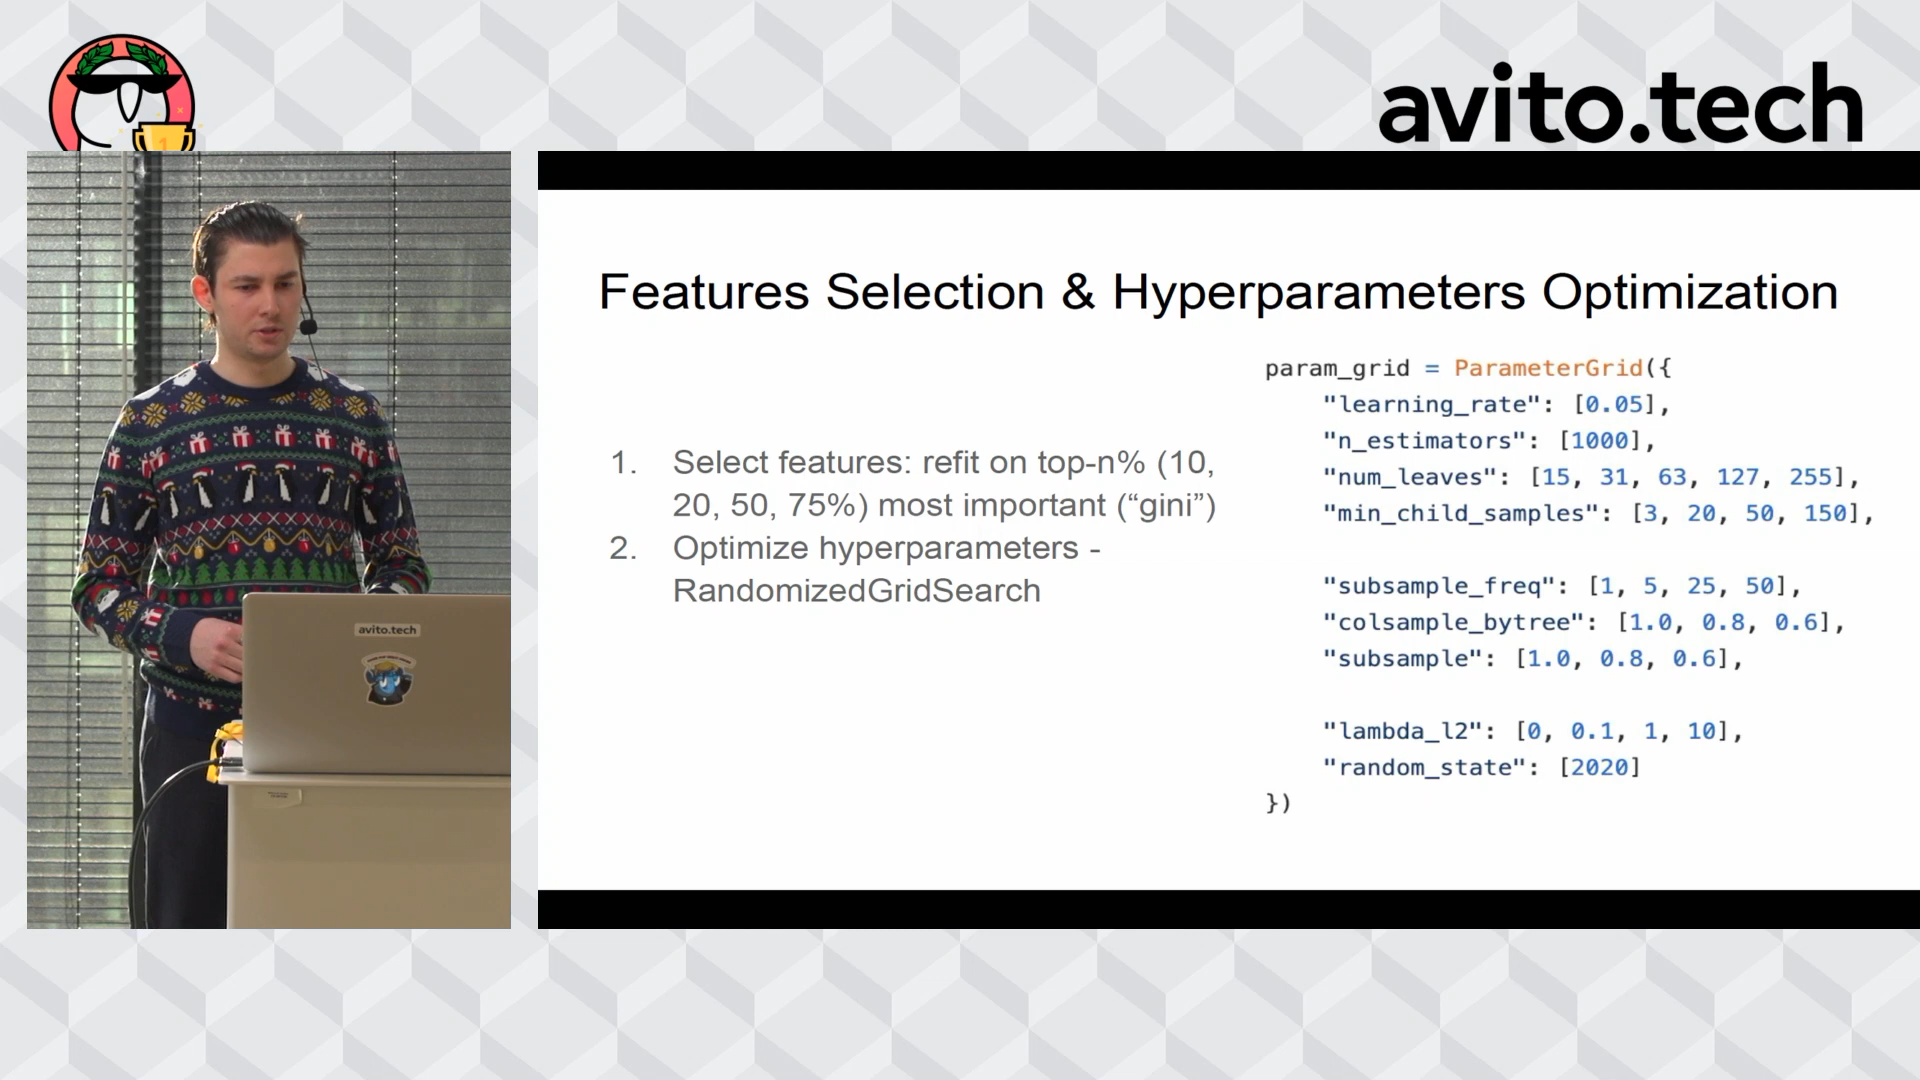 avito.tech
Features Selection & Hyperparameters Optimization
1. Select features: refit on top-n% (10,
20, 50, 75%) most important (“gini”)
2. Optimize hyperparameters -
RandomizedGridSearch
param_grid = ParameterGrid({
"learning_rate": [0.05],
"n_estimators": [1000],
"num_leaves": [15, 31, 63, 127, 255],
"min_child_samples": [3, 20, 50, 150],
"subsample_freq": [1, 5, 25, 50],
"colsample_bytree": [1.0, 0.8, 0.6],
"subsample": [1.0, 0.8, 0.6],
"lambda_l2": [0, 0.1, 1, 10],
"random_state": [2020]
})
avito.tech
1